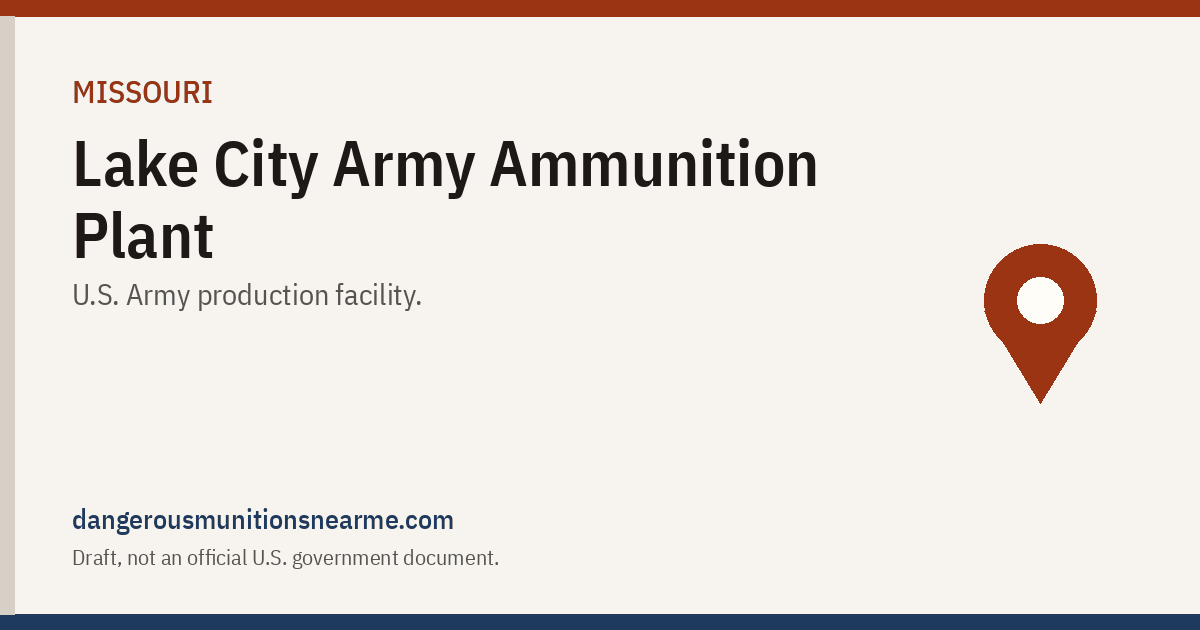 MISSOURI
Lake City Army Ammunition
Plant
U.S. Army production facility.
dangerousmunitionsnearme.com
Draft, not an official U.S. government document.